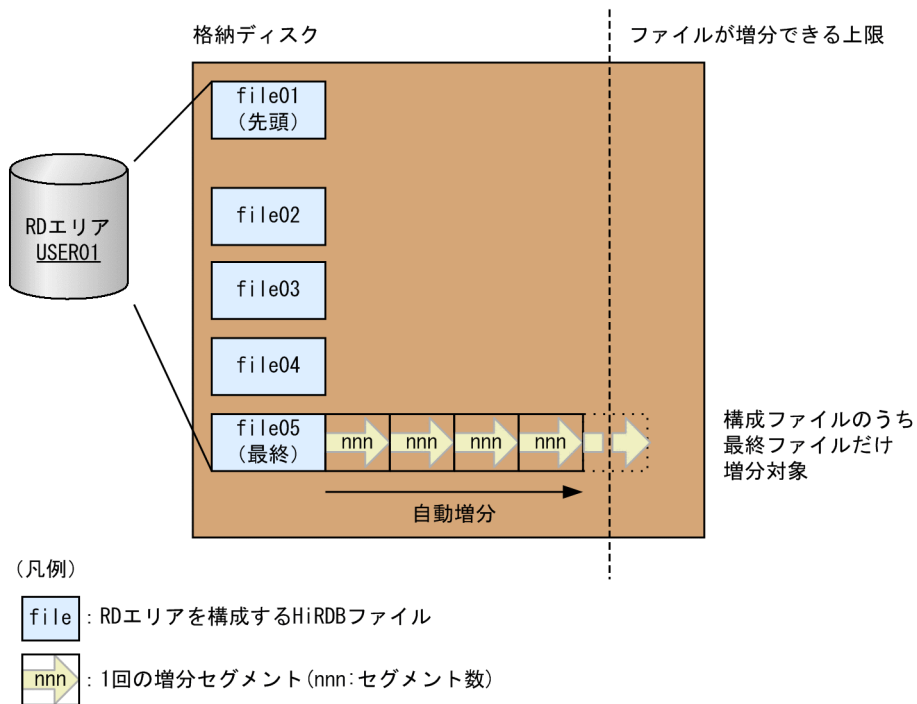 格納ディスク
ファイルが増分できる上限
file01
(先頭)
RDエリア
USER01
file02
file03
file04
file05
(最終)
nnn
nnn
nnn
nnn
構成ファイルのうち
最終ファイルだけ
増分対象
自動増分
(凡例)
file :RDエリアを構成するHiRDBファイル
nnn :1回の増分セグメント(nnn:セグメント数)